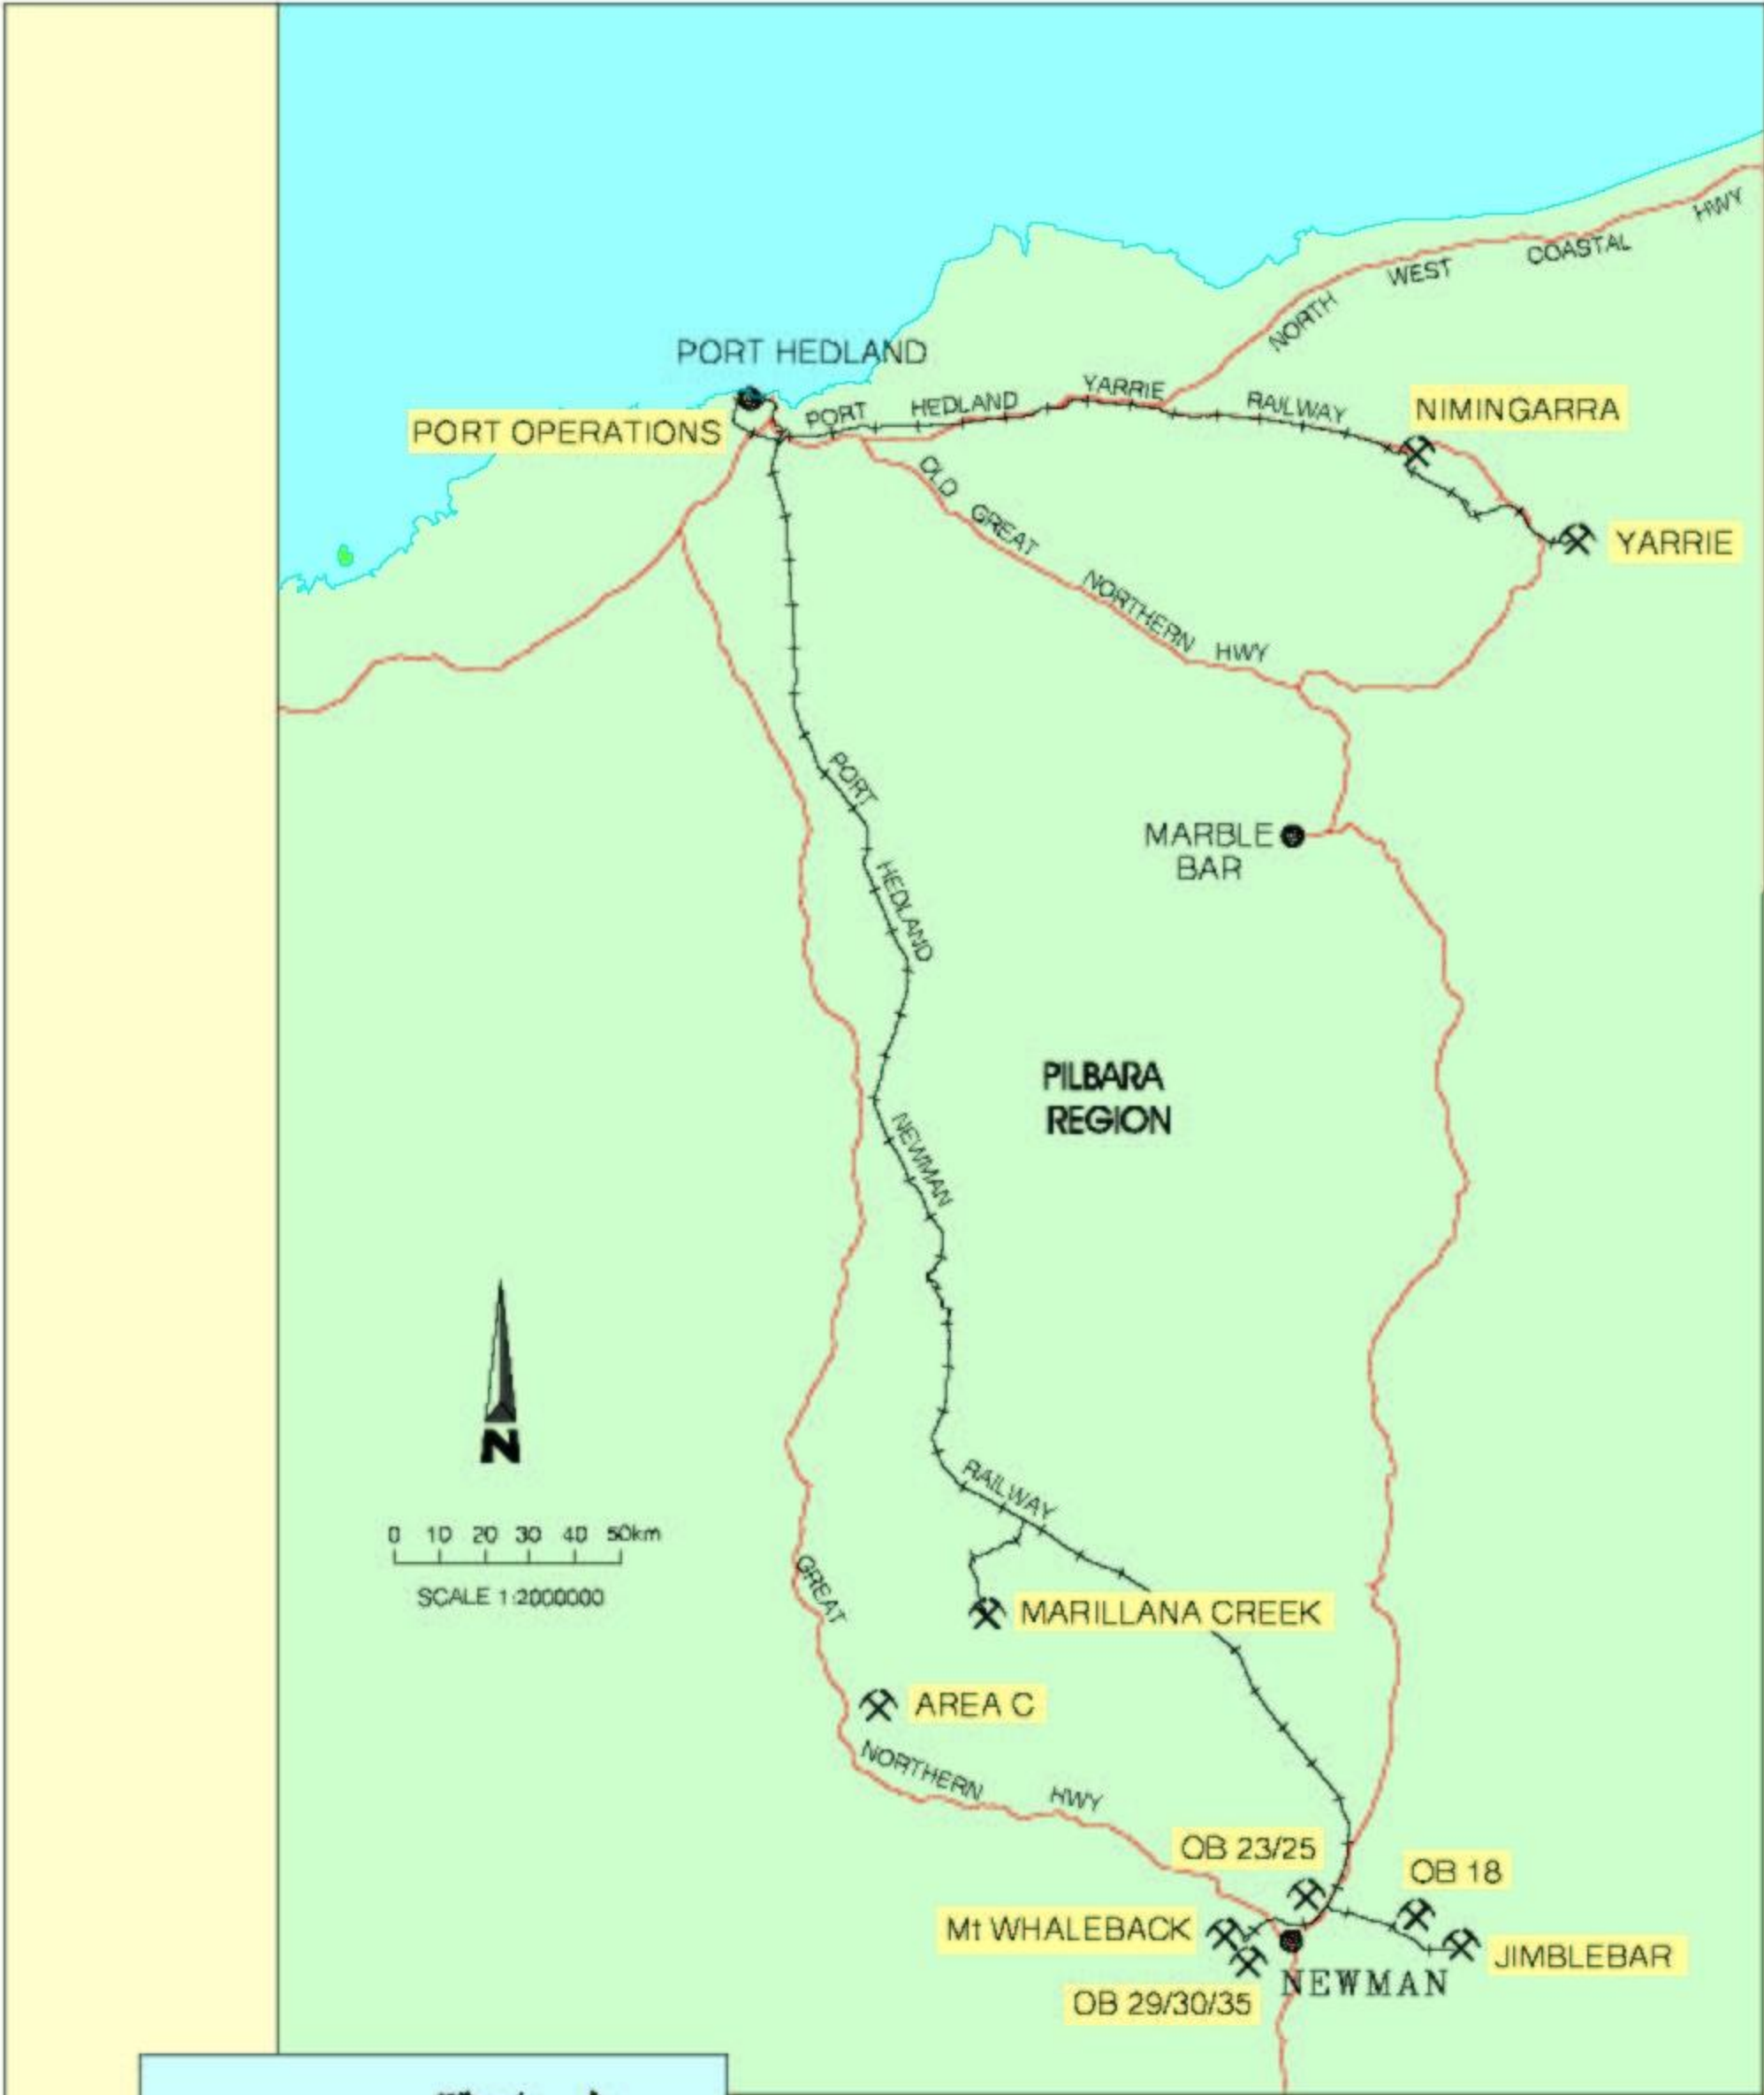 HWY
COASTAL
WEST
NORTH
PORT HEDLAND
YARRIE
PORT HEDLAND
RAILWAY
NIMINGARRA
PORT OPERATIONS
OLD
GREAT
YARRIE
NORTHERN
HWY
PORT
MARBLE
BAR
HEDLAND
PILBARA
REGION
NEWMAN
N
RAILWAY
0 10 20 30 40 50km
SCALE 1:2000000
GREAT
MARILLANA CREEK
AREA C
NORTHERN
HWY
OB 23/25
OB 18
Mt WHALEBACK
JIMBLEBAR
NEWMAN
OB 29/30/35